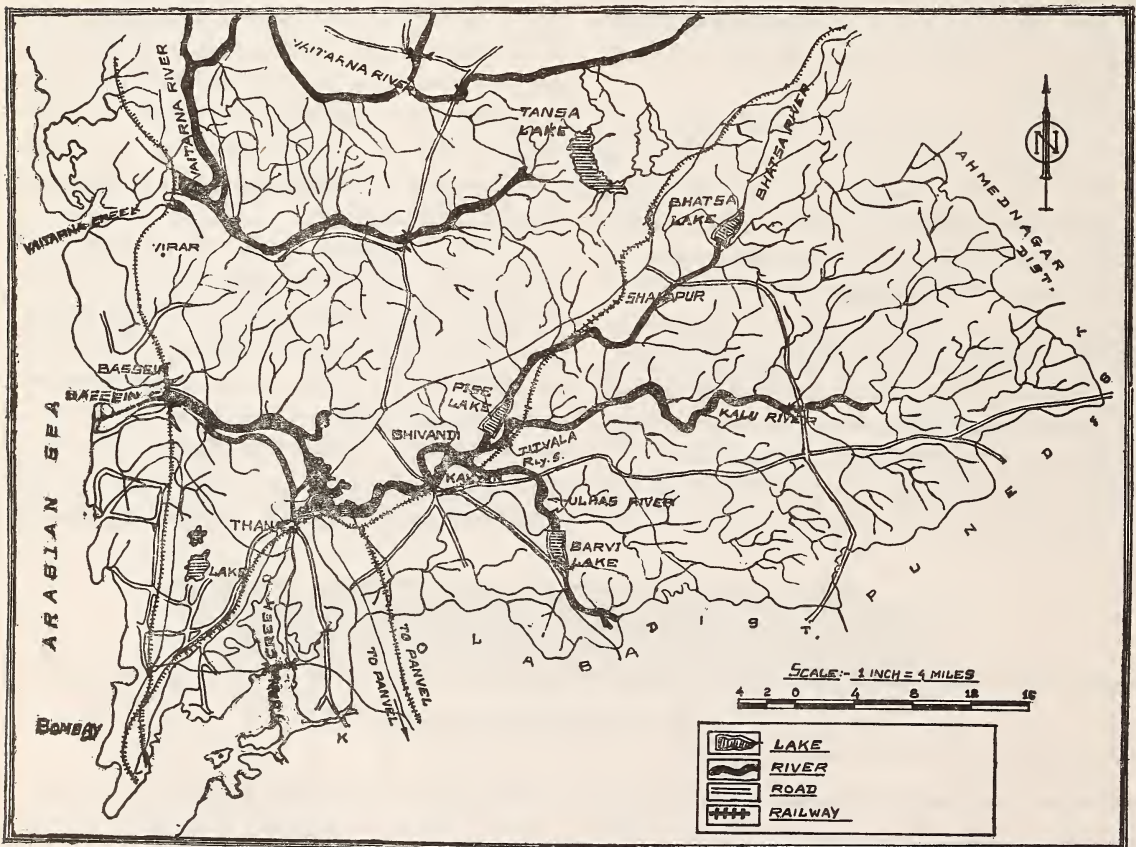 VAITARNA RIVER
VAITARNA RIVER
TANSA
LAKE
BHATSA RIVER
BHATSA
LAKE
N
AHMEDNAGAR
DIST.
VAITARNA CREEK
VIRAR
SHAHPUR
BASSEIN
BASSEIN
PISE
LAKE
KALU RIVER
BHIVANDI
TITVALA
Rly. S.
KALYAN
ULHAS RIVER
THANA
BARVI
LAKE
LAKE
ARABIAN SEA
THANA CREEK
TO PANVEL
TO PANVEL
KOLABA DIST.
POONA DIST.
BOMBAY
SCALE:- 1 INCH = 4 MILES
4 2 0 4 8 12 16
LAKE
RIVER
ROAD
RAILWAY